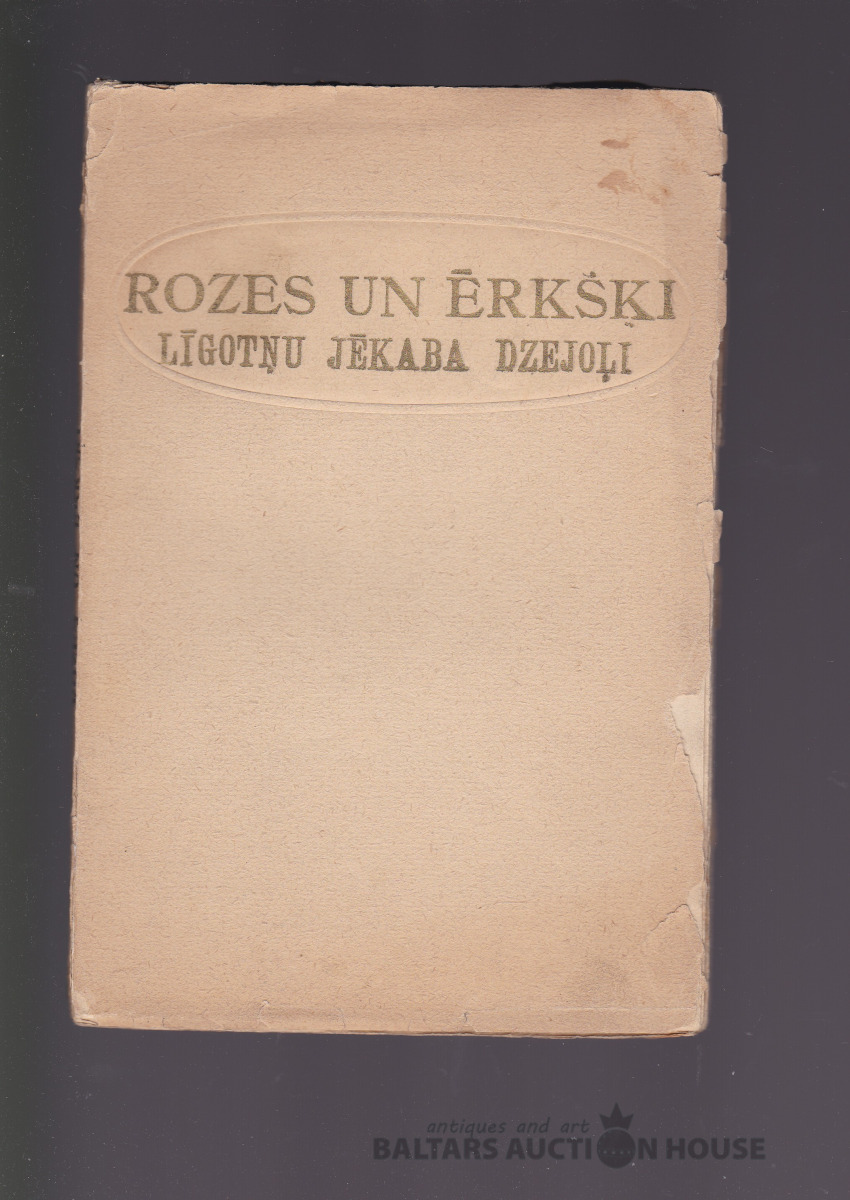 ROZES UN ĒRKŠĶI
LĪGOTŅU JĒKABA DZEJOĻI
antiques and art
BALTARS AUCTION HOUSE